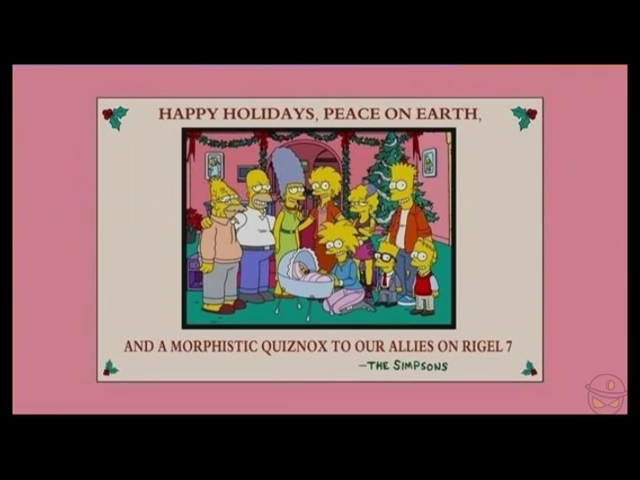 HAPPY HOLIDAYS, PEACE ON EARTH,
AND A MORPHISTIC QUIZNOX TO OUR ALLIES ON RIGEL 7
–THE SIMPSONS